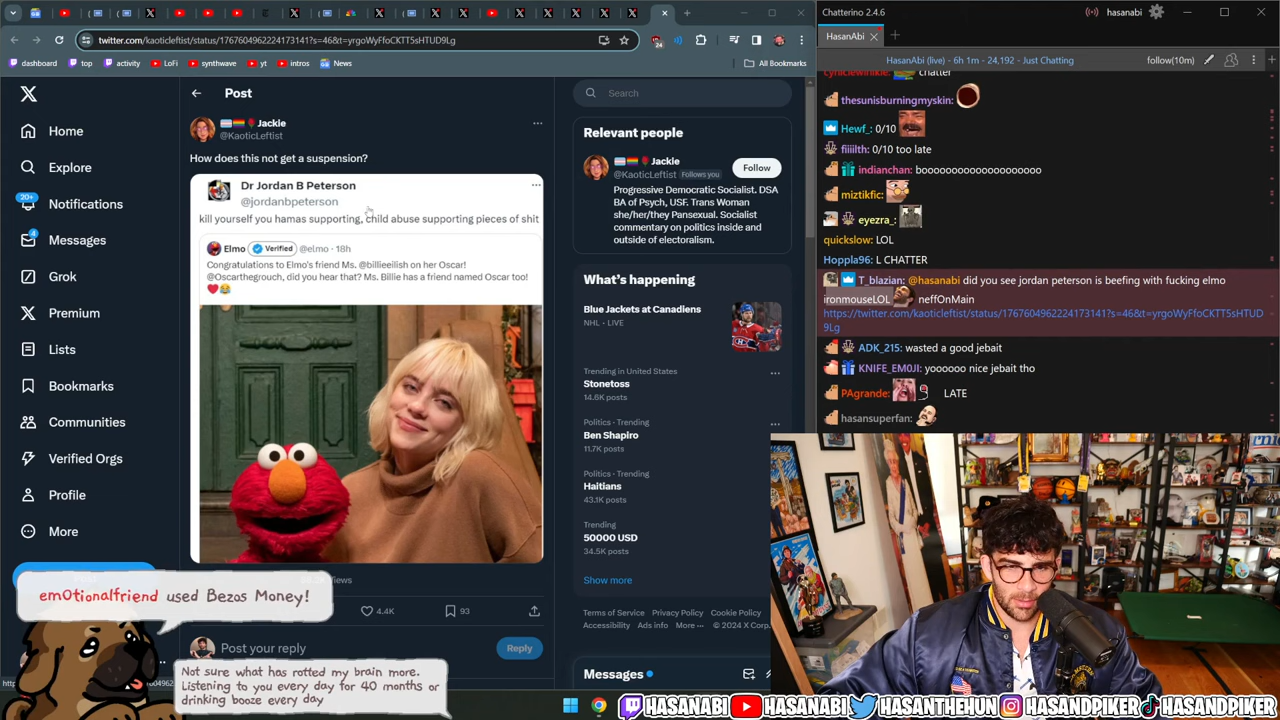 twitter.com/kaoticleftist/status/1767604962224173141?s=46&t=yrgoWyFfoCKTT5sHTUD9Lg
24
dashboard
top
activity
LoFi
synthwave
yt
intros
News
All Bookmarks
Home
Explore
20+
Notifications
4
Messages
Grok
Premium
Lists
Bookmarks
Communities
Verified Orgs
Profile
More
Post
Jackie
@KaoticLeftist
How does this not get a suspension?
Dr Jordan B Peterson
@jordanbpeterson
kill yourself you hamas supporting, child abuse supporting pieces of shit
Elmo Verified @elmo · 18h
Congratulations to Elmo's friend Ms. @billieeilish on her Oscar!
@Oscarthegrouch, did you hear that? Ms. Billie has a friend named Oscar too!
Views
4.4K
93
Post your reply
Reply
Search
Relevant people
Jackie
@KaoticLeftist Follows you
Follow
Progressive Democratic Socialist. DSA
BA of Psych, USF. Trans Woman
she/her/they Pansexual. Socialist
commentary on politics inside and
outside of electoralism.
What's happening
Blue Jackets at Canadiens
NHL - LIVE
Trending in United States
Stonetoss
14.6K posts
Politics · Trending
Ben Shapiro
11.7K posts
Politics · Trending
Haitians
43.1K posts
Trending
50000 USD
34.5K posts
Show more
Terms of Service Privacy Policy Cookie Policy
Accessibility Ads info More ··· © 2024 X Corp.
Messages
Chatterino 2.4.6
hasanabi
HasanAbi
HasanAbi (live) - 6h 1m - 24,192 - Just Chatting
follow(10m)
cyniclewinkle: chatter
thesunisburningmyskin:
Hewf_: 0/10
fiiiilth: 0/10 too late
indianchan: boooooooooooooooooooo
miztikfic:
eyezra_:
quickslow: LOL
Hoppla96: L CHATTER
T_blazian: @hasanabi did you see jordan peterson is beefing with fucking elmo
ironmouseLOL neffOnMain
https://twitter.com/kaoticleftist/status/1767604962224173141?s=46&t=yrgoWyFfoCKTT5sHTUD
9Lg
ADK_215: wasted a good jebait
KNIFE_EM0JI: yoooooo nice jebait tho
PAgrande: LATE
hasansuperfan:
em0tionalfriend used Bezos Money!
Not sure what has rotted my brain more.
Listening to you every day for 40 months or
drinking booze every day
HASANABI HASANABI HASANTHEHUN HASANDPIKER HASANDPIKER